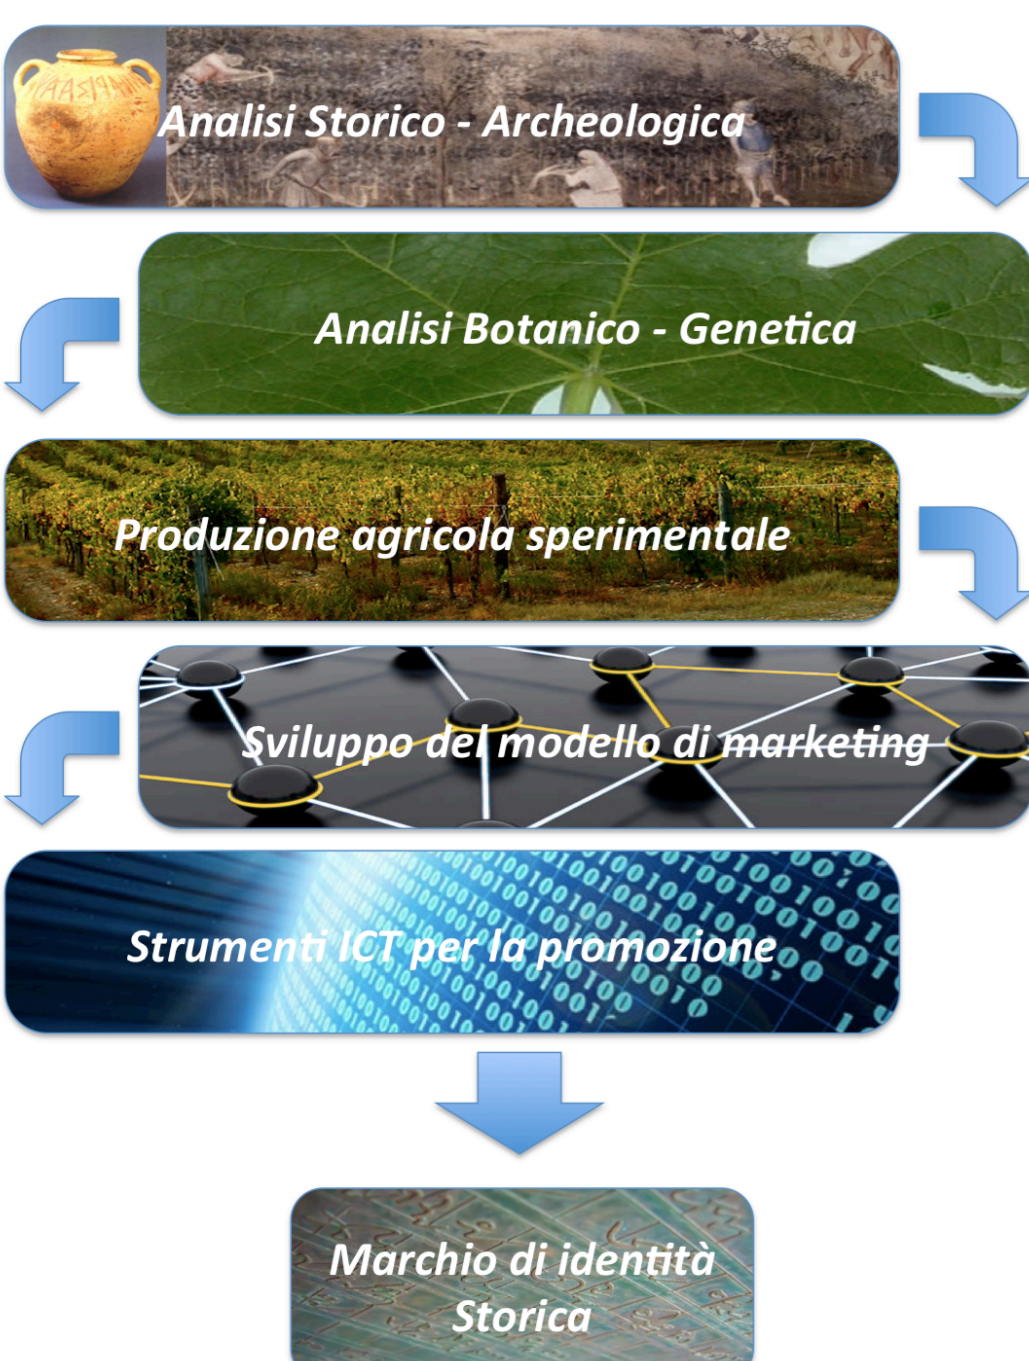 Analisi Storico - Archeologica
Analisi Botanico - Genetica
Produzione agricola sperimentale
Sviluppo del modello di marketing
Strumenti ICT per la promozione
Marchio di identità
Storica